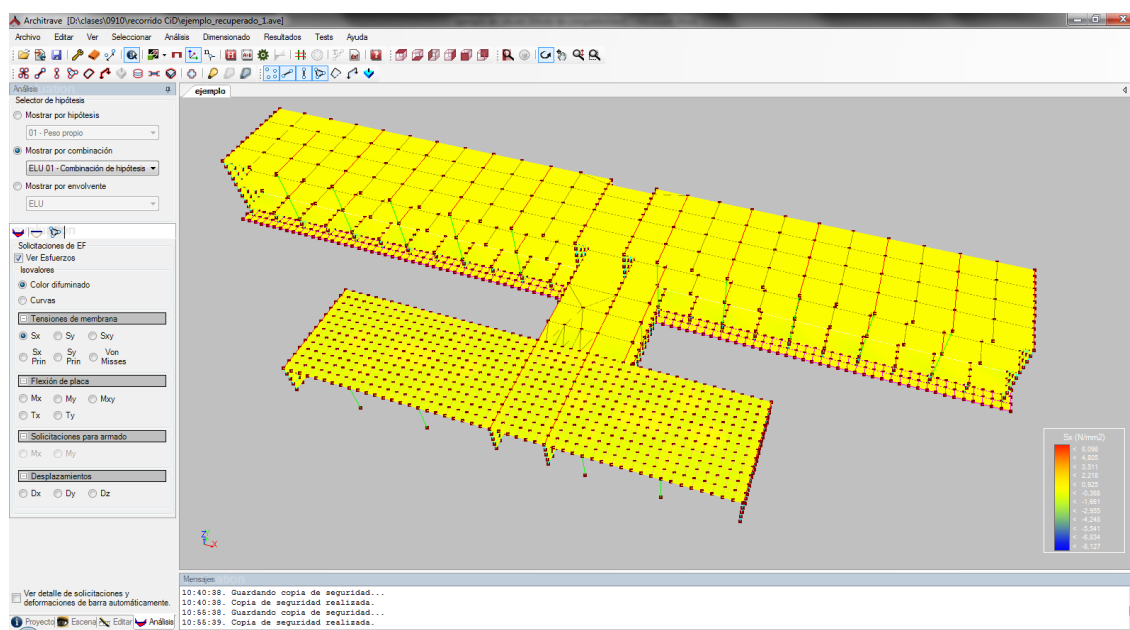 Architrave [D:\clases\0910\recorrido CiD\ejemplo_recuperado_1.ave]
Archivo Editar Ver Seleccionar Análisis Dimensionado Resultados Tests Ayuda
Análisis
ejemplo
Selector de hipótesis
Mostrar por hipótesis
01 - Peso propio
Mostrar por combinación
ELU 01 - Combinación de hipótesis
Mostrar por envolvente
ELU
Solicitaciones de EF
Ver Esfuerzos
Isovalores
Color difuminado
Curvas
Tensiones de membrana
Sx Sy Sxy
Sx Prin Sy Prin Von Misses
Flexión de placa
Mx My Mxy
Tx Ty
Solicitaciones para armado
Mx My
Desplazamientos
Dx Dy Dz
Sx (N/mm2)
< 6,098
< 4,805
< 3,511
< 2,218
< 0,925
< -0,368
< -1,661
< -2,955
< -4,248
< -5,541
< -6,834
< -8,127
Z
X
Ver detalle de solicitaciones y
deformaciones de barra automáticamente.
Proyecto Escena Editar Análisis
Mensajes
10:40:38. Guardando copia de seguridad...
10:40:38. Copia de seguridad realizada.
10:55:38. Guardando copia de seguridad...
10:55:39. Copia de seguridad realizada.